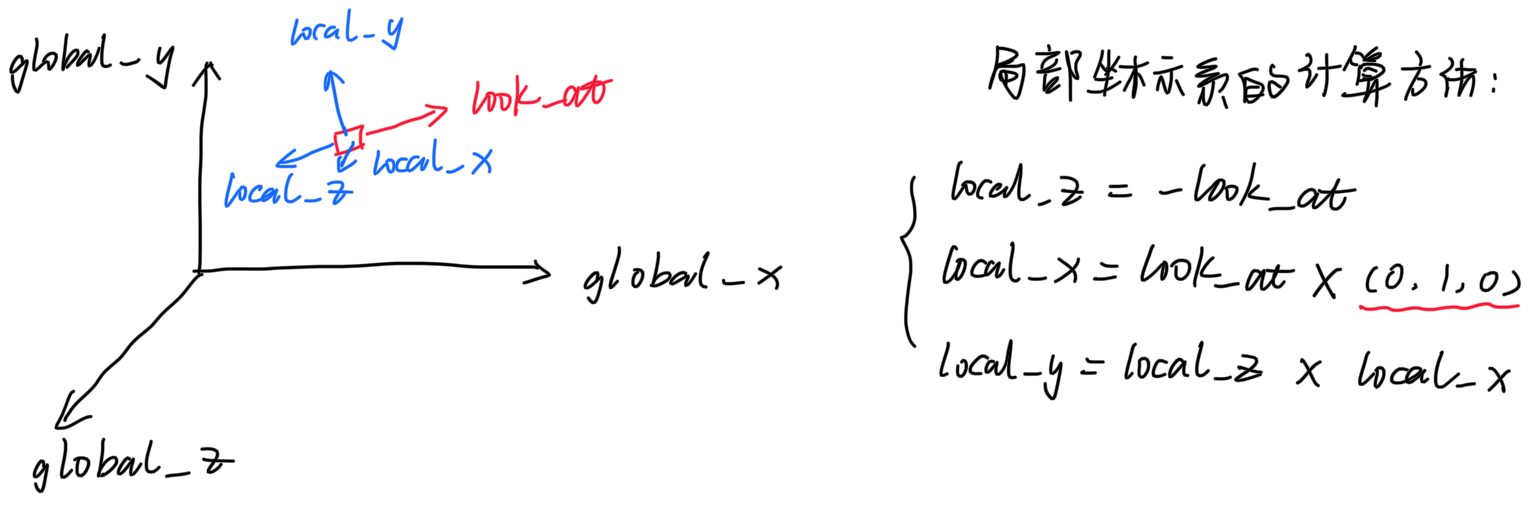 local_y
global_y
look_at
local_x
local_z
global_x
global_z
局部坐标系的计算方法:
local_z = -look_at
local_x = look_at × (0, 1, 0)
local_y = local_z × local_x